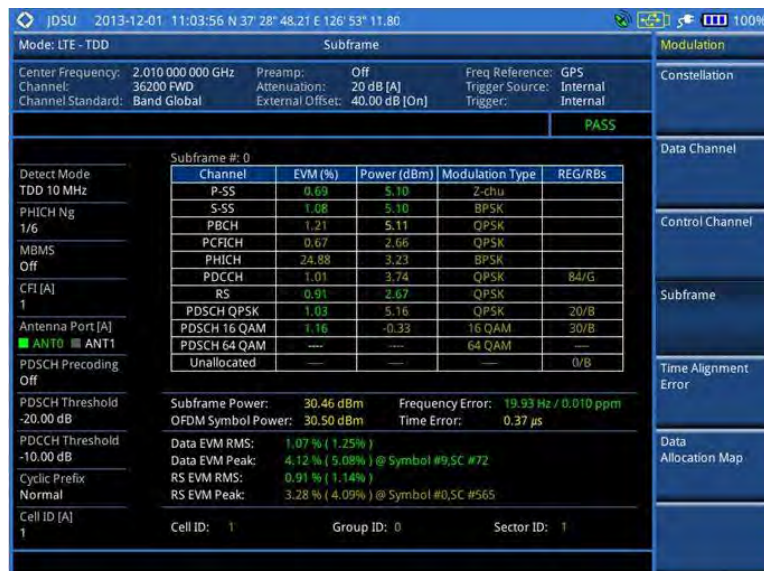 JDSU 2013-12-01 11:03:56 N 37' 28" 48.21 E 126' 53" 11.80 100%
Mode: LTE - TDD Subframe Modulation
Center Frequency: 2.010 000 000 GHz Preamp: Off Freq Reference: GPS
Channel: 36200 FWD Attenuation: 20 dB [A] Trigger Source: Internal
Channel Standard: Band Global External Offset: 40.00 dB [On] Trigger: Internal
Constellation
PASS
Data Channel
Control Channel
Subframe
Time Alignment
Error
Data
Allocation Map
Detect Mode
TDD 10 MHz
PHICH Ng
1/6
MBMS
Off
CFI [A]
1
Antenna Port [A]
ANT0 ANT1
PDSCH Precoding
Off
PDSCH Threshold
-20.00 dB
PDCCH Threshold
-10.00 dB
Cyclic Prefix
Normal
Cell ID [A]
1
Subframe #: 0
Channel EVM (%) Power (dBm) Modulation Type REG/RBs
P-SS 0.69 5.10 Z-chu
S-SS 1.08 5.10 BPSK
PBCH 1.21 5.11 QPSK
PCFICH 0.67 2.66 QPSK
PHICH 24.88 3.23 BPSK
PDCCH 1.01 3.74 QPSK 84/G
RS 0.91 2.67 QPSK
PDSCH QPSK 1.03 5.16 QPSK 20/B
PDSCH 16 QAM 1.16 -0.33 16 QAM 30/B
PDSCH 64 QAM ---- ---- 64 QAM ----
Unallocated ---- ---- ---- 0/B
Subframe Power: 30.46 dBm Frequency Error: 19.93 Hz / 0.010 ppm
OFDM Symbol Power: 30.50 dBm Time Error: 0.37 µs
Data EVM RMS: 1.07 % ( 1.25% )
Data EVM Peak: 4.12 % ( 5.08% ) @ Symbol #9,SC #72
RS EVM RMS: 0.91 % ( 1.14% )
RS EVM Peak: 3.28 % ( 4.09% ) @ Symbol #0,SC #565
Cell ID: 1 Group ID: 0 Sector ID: 1